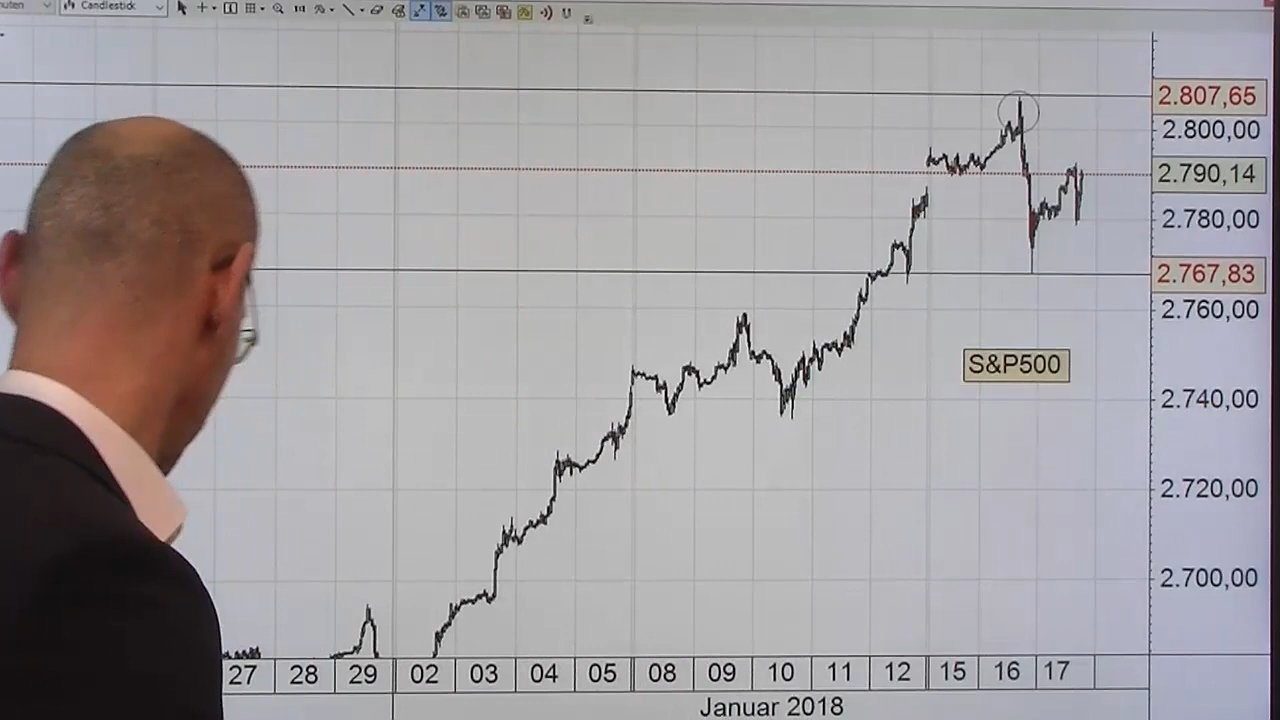 nuten
Candlestick
2.807,65
2.800,00
2.790,14
2.780,00
2.767,83
2.760,00
S&P500
2.740,00
2.720,00
2.700,00
27 28 29 02 03 04 05 08 09 10 11 12 15 16 17
Januar 2018